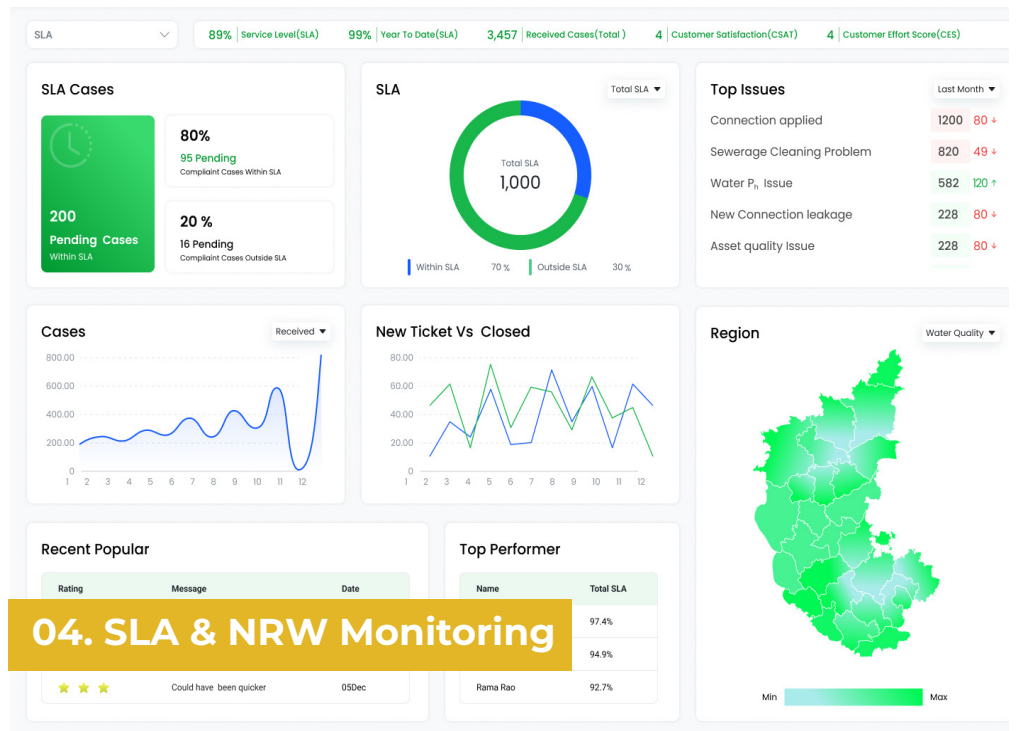 SLA
89% Service Level(SLA) 99% Year To Date(SLA) 3,457 Received Cases(Total ) 4 Customer Satisfaction(CSAT) 4 Customer Effort Score(CES)
SLA Cases
80%
95 Pending
Compliaint Cases Within SLA
200
Pending Cases
Within SLA
20 %
16 Pending
Compliaint Cases Outside SLA
SLA
Total SLA
Total SLA
1,000
Within SLA 70 % Outside SLA 30 %
Top Issues
Last Month
Connection applied 1200 80 ↓
Sewerage Cleaning Problem 820 49 ↓
Water Ph Issue 582 120 ↑
New Connection leakage 228 80 ↓
Asset quality Issue 228 80 ↓
Cases
Received
800.00
600.00
400.00
200.00
0
1 2 3 4 5 6 7 8 9 10 11 12
New Ticket Vs Closed
80.00
60.00
40.00
20.00
0
1 2 3 4 5 6 7 8 9 10 11 12
Region
Water Quality
Min Max
Recent Popular
Rating Message Date
Could have been quicker 05Dec
Top Performer
Name Total SLA
97.4%
94.9%
Rama Rao 92.7%
04. SLA & NRW Monitoring